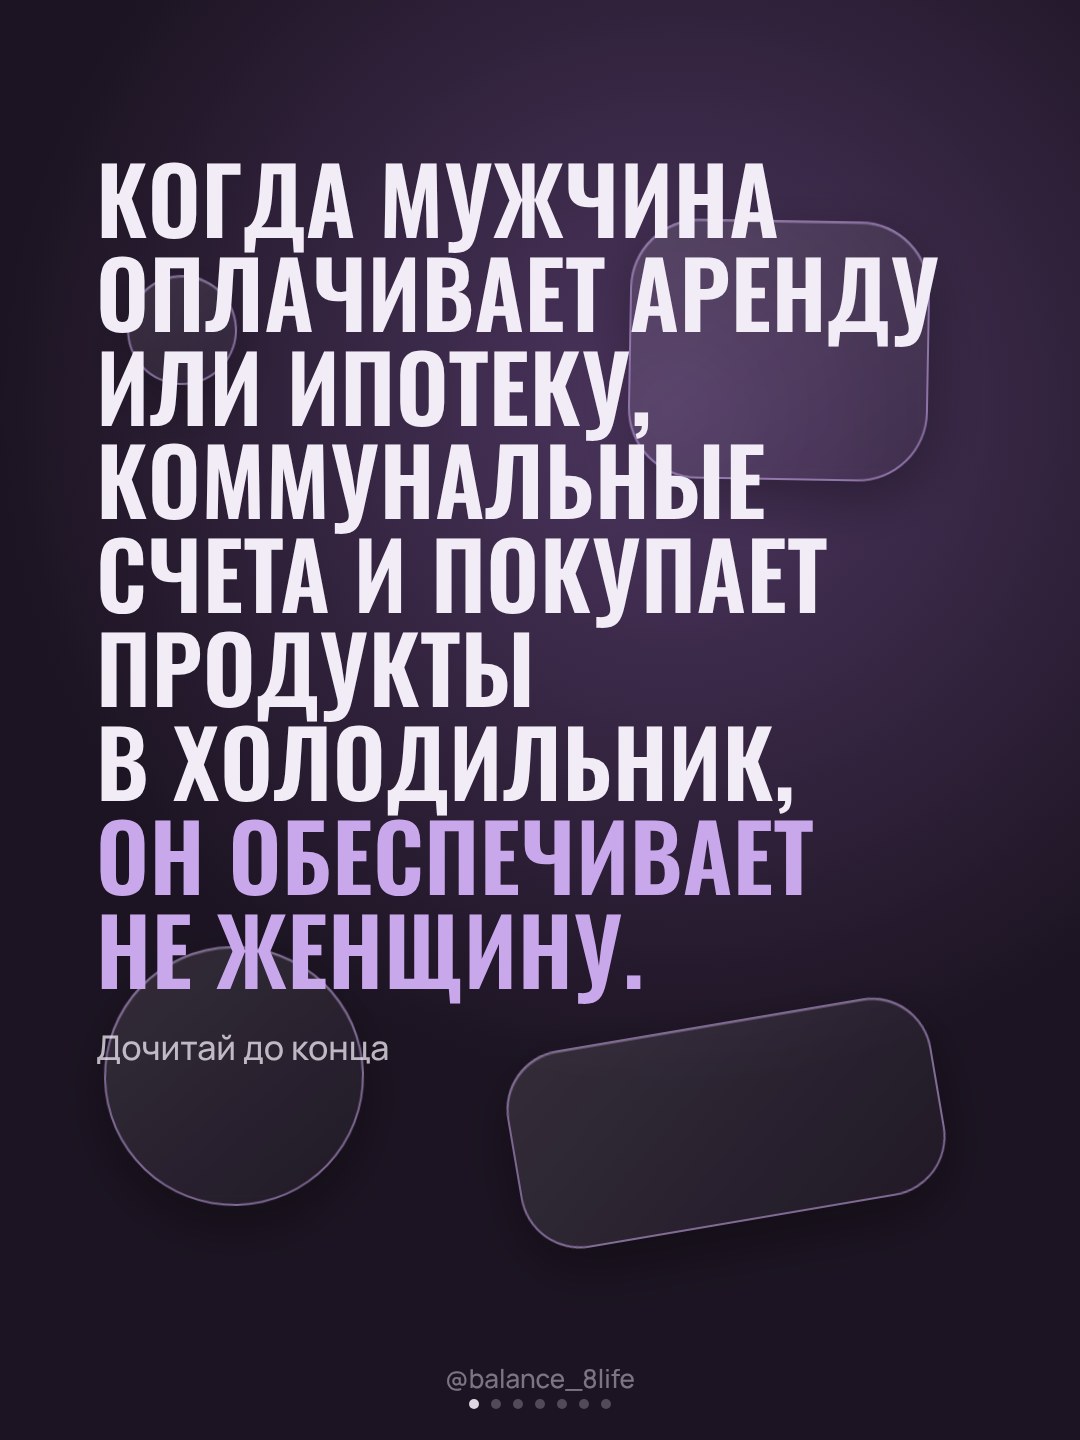 КОГДА МУЖЧИНА
ОПЛАЧИВАЕТ АРЕНДУ
ИЛИ ИПОТЕКУ,
КОММУНАЛЬНЫЕ
СЧЕТА И ПОКУПАЕТ
ПРОДУКТЫ
В ХОЛОДИЛЬНИК,
ОН ОБЕСПЕЧИВАЕТ
НЕ ЖЕНЩИНУ.
Дочитай до конца
@balance_8life